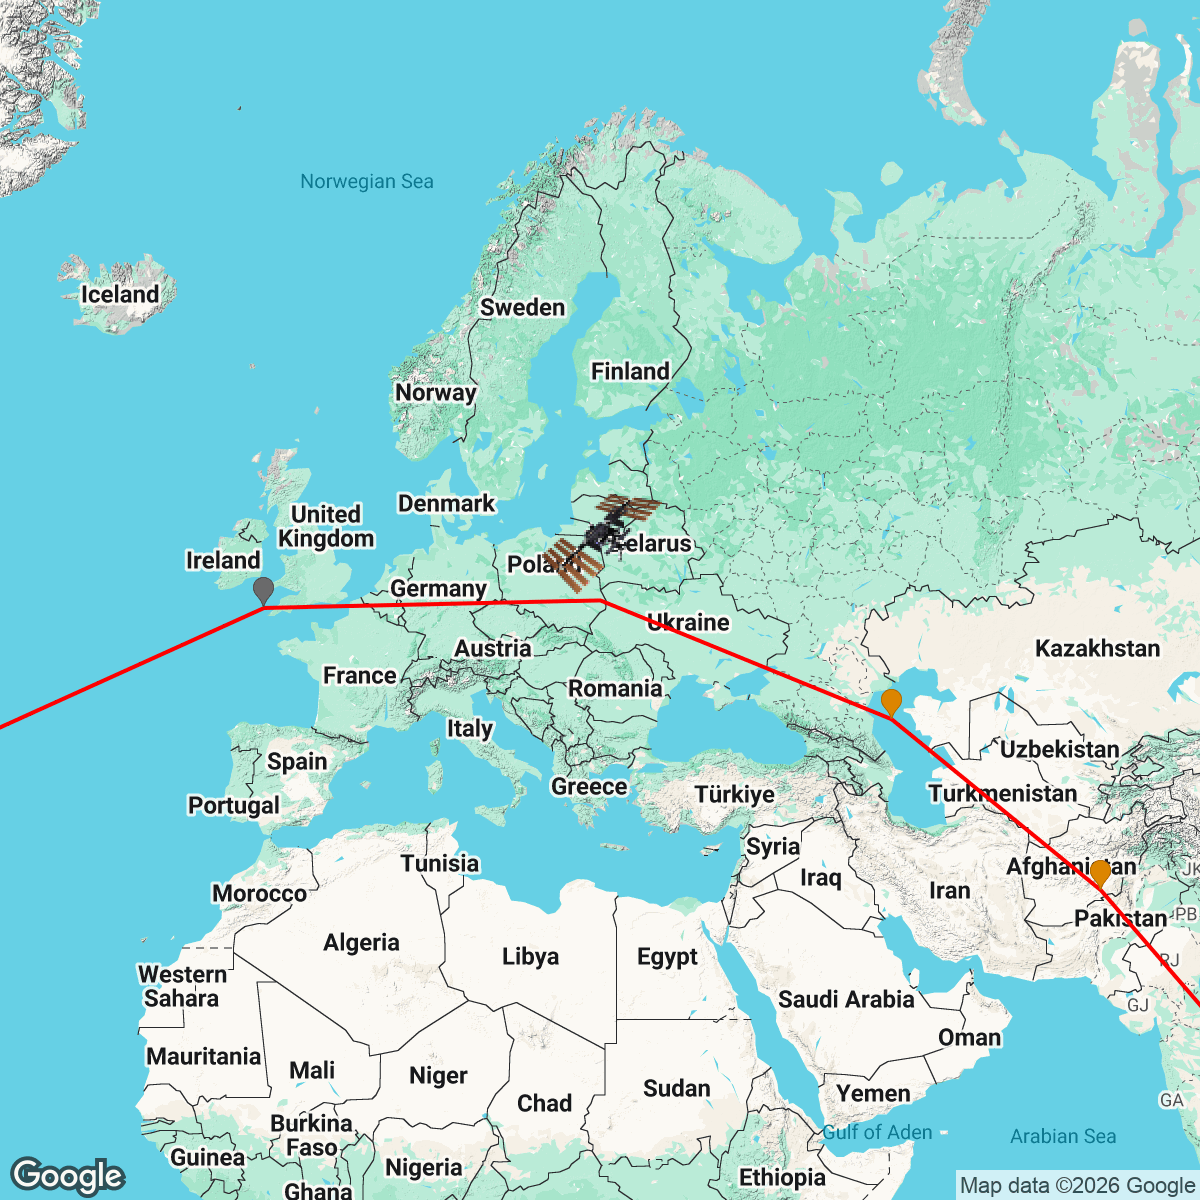 Norwegian Sea
Iceland
Sweden
Finland
Norway
Denmark
United
Kingdom
Ireland
elarus
Germany
Ukraine
Austria
Kazakhstan
France
Romania
Italy
Uzbekistan
Spain
Greece
Türkiye
Turkmenistan
Portugal
Syria
Tunisia
Afghanistan
JK
Iraq
Iran
Morocco
Pakistan
PB
Algeria
Libya
Egypt
RJ
Western
Sahara
Saudi Arabia
GJ
Oman
Mauritania
Mali
Niger
Sudan
Yemen
Chad
GA
Burkina
Faso
Gulf of Aden
Arabian Sea
Guinea
Nigeria
Ethiopia
Ghana
Google
Map data ©2026 Google